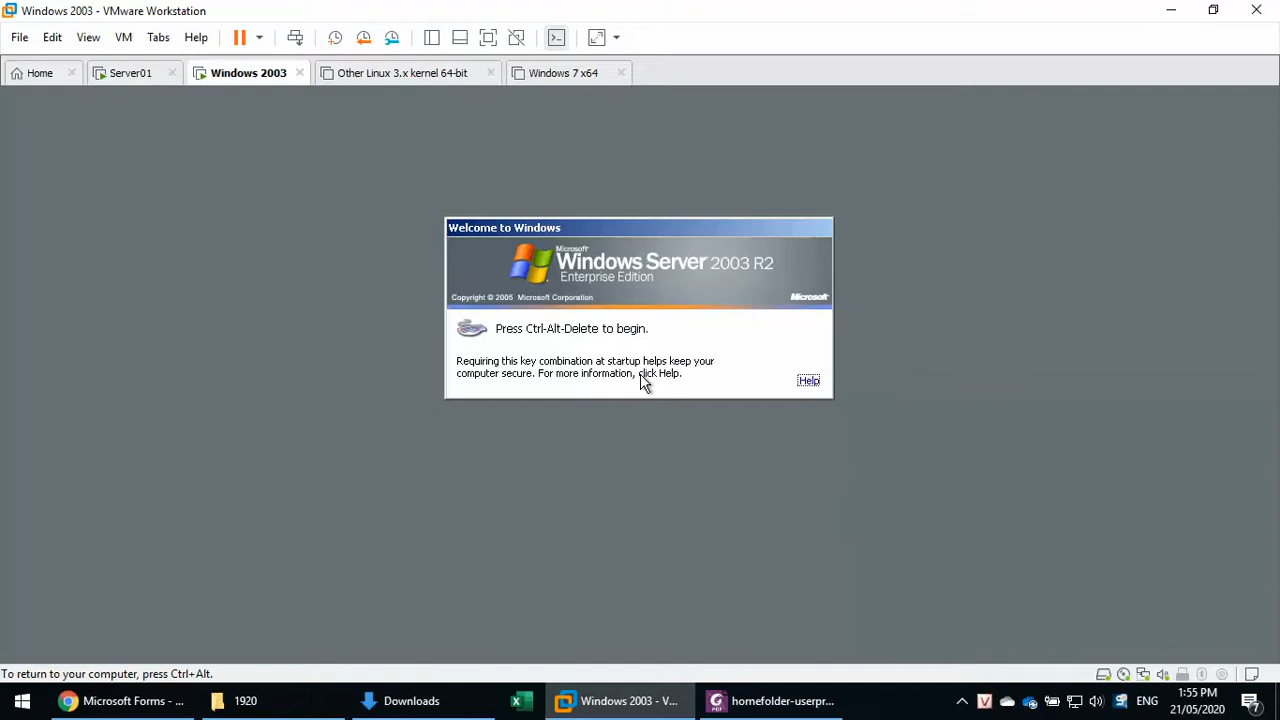 Windows 2003 - VMware Workstation
File Edit View VM Tabs Help
Home Server01 Windows 2003 Other Linux 3.x kernel 64-bit Windows 7 x64
Welcome to Windows
Microsoft
Windows Server 2003 R2
Enterprise Edition
Copyright © 2005 Microsoft Corporation Microsoft
Press Ctrl-Alt-Delete to begin.
Requiring this key combination at startup helps keep your
computer secure. For more information, click Help.
Help
To return to your computer, press Ctrl+Alt.
Microsoft Forms - ... 1920 Downloads Windows 2003 - V... homefolder-userpr... ENG 1:55 PM
21/05/2020 7